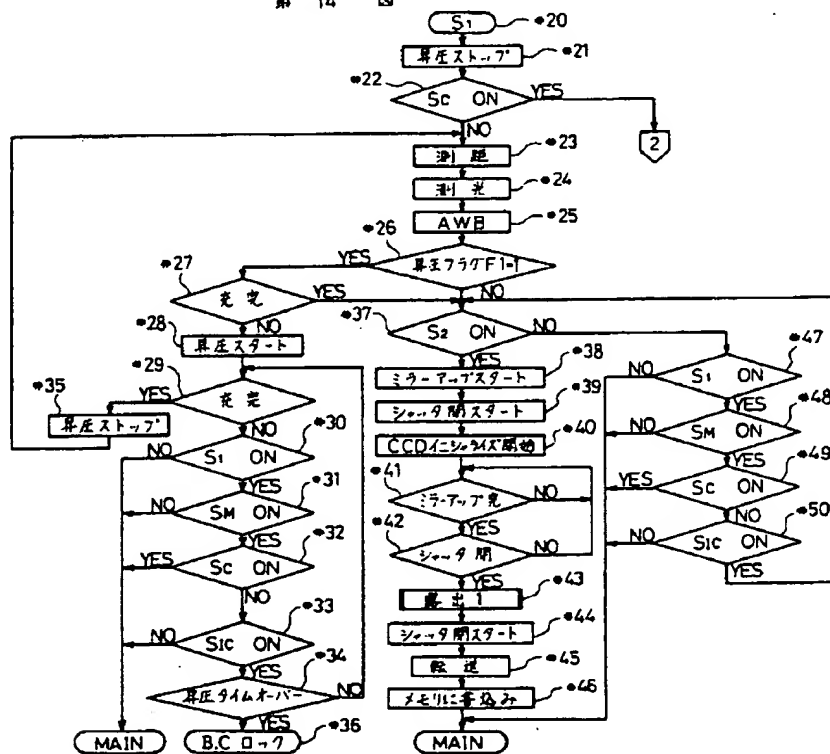 第 14 図
S1 *20
昇圧ストップ *21
*22 SC ON YES
NO 2
測距 *23
測光 *24
AWB *25
*26
昇圧フラグF1=1 YES NO
*27 充完 YES
NO
*28 昇圧スタート
*37 S2 ON NO
YES
*29 充完 YES
NO
*35 昇圧ストップ
*30 S1 ON NO
YES
*31 SM ON NO
YES
*32 SC ON YES
NO
*33 S1C ON NO
YES
*34 昇圧タイムオーバー NO
YES
MAIN
B.C ロック *36
ミラーアップスタート *38
シャッタ開スタート *39
CCDイニシャライズ開始 *40
*41 ミラーアップ完 NO
YES
*42 シャッタ開 NO
YES
露出1 *43
シャッタ閉スタート *44
転送 *45
メモリに書込み *46
MAIN
*47 S1 ON NO
YES
*48 SM ON NO
YES
*49 SC ON YES
NO
*50 S1C ON NO
YES